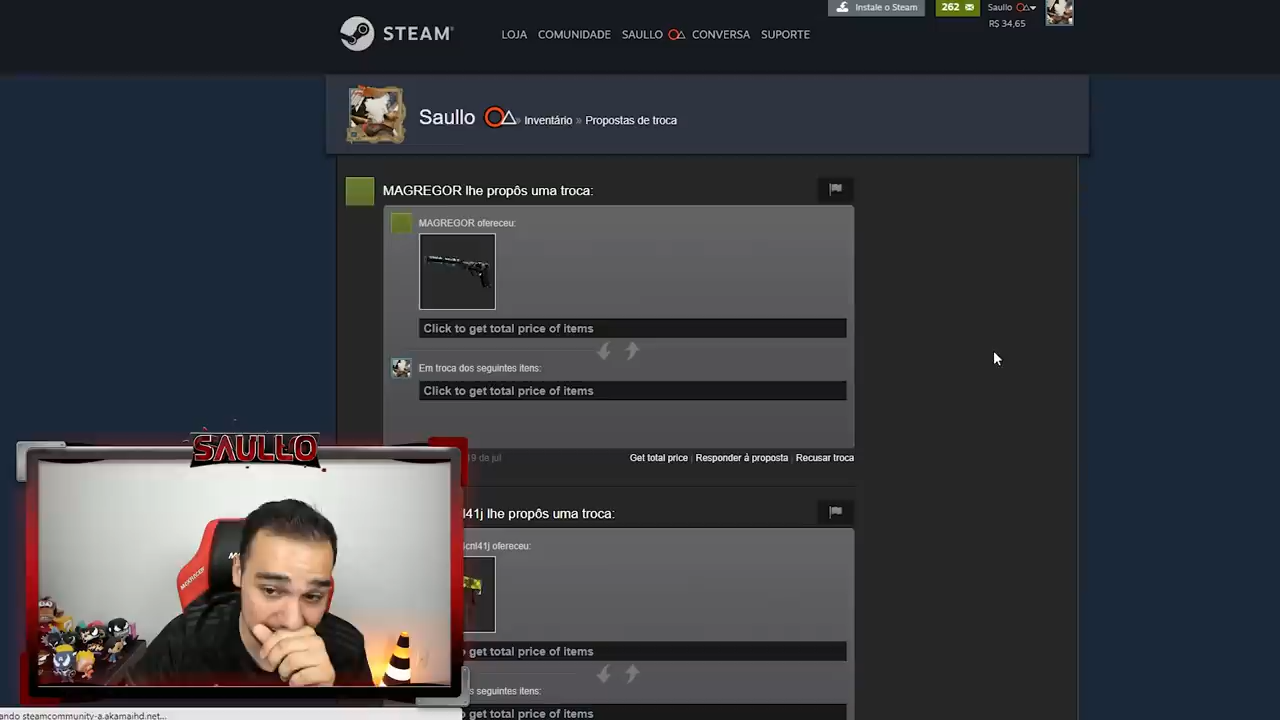 Instale o Steam
262
Saullo
R$ 34,65
STEAM
LOJA COMUNIDADE SAULLO CONVERSA SUPORTE
Saullo » Inventário » Propostas de troca
MAGREGOR lhe propôs uma troca:
MAGREGOR ofereceu:
Click to get total price of items
Em troca dos seguintes itens:
Click to get total price of items
19 de jul
Get total price | Responder à proposta | Recusar troca
l41j lhe propôs uma troca:
cnl41j ofereceu:
get total price of items
s seguintes itens:
get total price of items
SAULLO
ando steamcommunity-a.akamaihd.net...